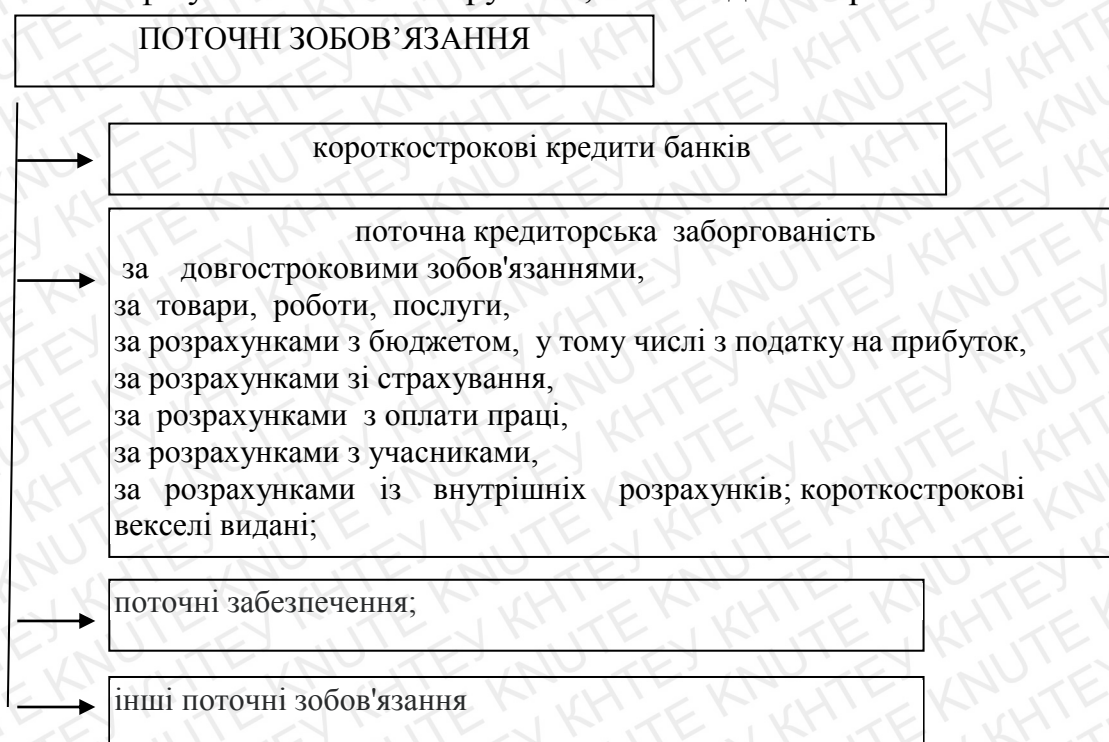 ПОТОЧНІ ЗОБОВ’ЯЗАННЯ
короткострокові кредити банків
поточна кредиторська заборгованість
за довгостроковими зобов'язаннями,
за товари, роботи, послуги,
за розрахунками з бюджетом, у тому числі з податку на прибуток,
за розрахунками зі страхування,
за розрахунками з оплати праці,
за розрахунками з учасниками,
за розрахунками із внутрішніх розрахунків; короткострокові
векселі видані;
поточні забезпечення;
інші поточні зобов'язання